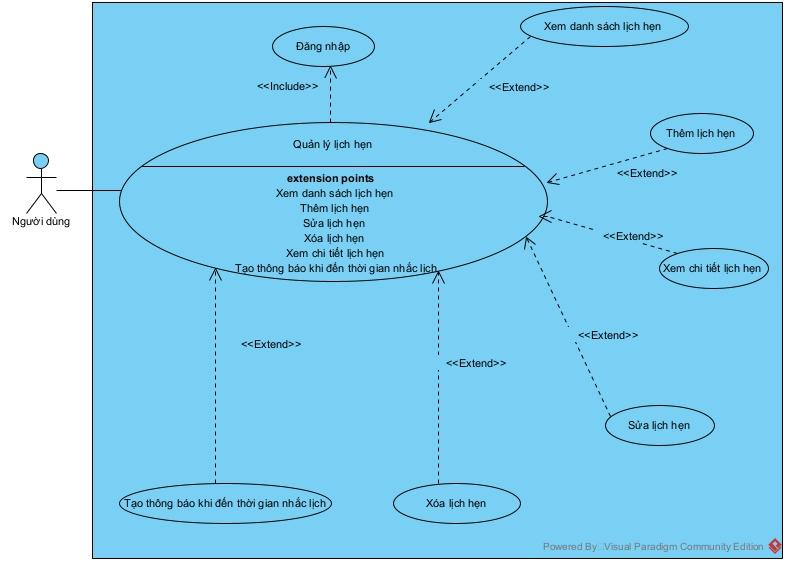 Xem danh sách lịch hẹn
Đăng nhập
<<Include>>
<<Extend>>
Thêm lịch hẹn
Quản lý lịch hẹn
<<Extend>>
extension points
Xem danh sách lịch hẹn
Thêm lịch hẹn
Sửa lịch hẹn
Xóa lịch hẹn
Xem chi tiết lịch hẹn
Tạo thông báo khi đến thời gian nhắc lịch
Người dùng
<<Extend>>
Xem chi tiết lịch hẹn
<<Extend>>
<<Extend>>
<<Extend>>
Sửa lịch hẹn
Tạo thông báo khi đến thời gian nhắc lịch
Xóa lịch hẹn
Powered By Visual Paradigm Community Edition